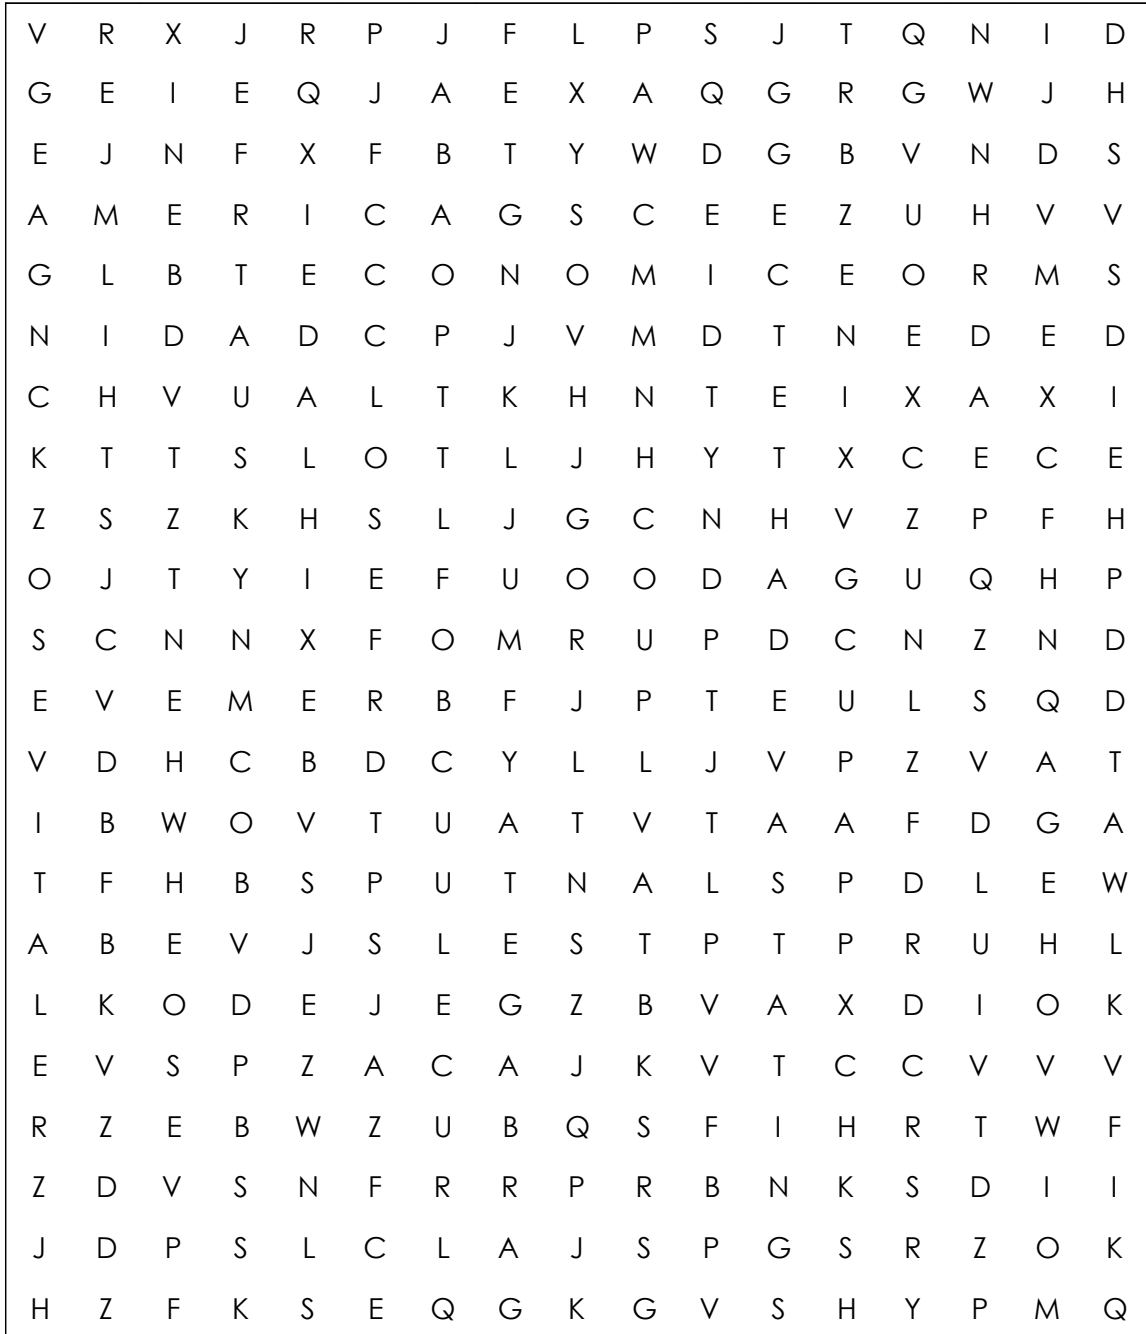 V R X J R P J F L P S J T Q N I D
G E I E Q J A E X A Q G R G W J H
E J N F X F B T Y W D G B V N D S
A M E R I C A G S C E E Z U H V V
G L B T E C O N O M I C E O R M S
N I D A D C P J V M D T N E D E D
C H V U A L T K H N T E I X A X I
K T T S L O T L J H Y T X C E C E
Z S Z K H S L J G C N H V Z P F H
O J T Y I E F U O O D A G U Q H P
S C N N X F O M R U P D C N Z N D
E V E M E R B F J P T E U L S Q D
V D H C B D C Y L L J V P Z V A T
I B W O V T U A T V T A A F D G A
T F H B S P U T N A L S P D L E W
A B E V J S L E S T P T P R U H L
L K O D E J E G Z B V A X D I O K
E V S P Z A C A J K V T C C V V V
R Z E B W Z U B Q S F I H R T W F
Z D V S N F R R P R B N K S D I I
J D P S L C L A J S P G S R Z O K
H Z F K S E Q G K G V S H Y P M Q